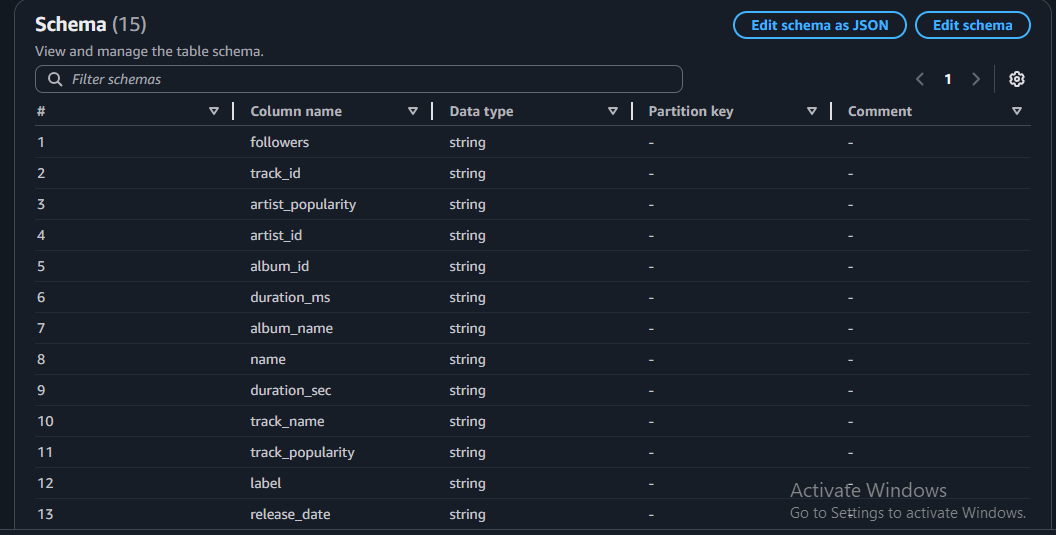 Schema (15)
Edit schema as JSON
Edit schema
View and manage the table schema.
Filter schemas
1
# Column name Data type Partition key Comment
1 followers string - -
2 track_id string - -
3 artist_popularity string - -
4 artist_id string - -
5 album_id string - -
6 duration_ms string - -
7 album_name string - -
8 name string - -
9 duration_sec string - -
10 track_name string - -
11 track_popularity string - -
12 label string - -
13 release_date string - -
Activate Windows
Go to Settings to activate Windows.